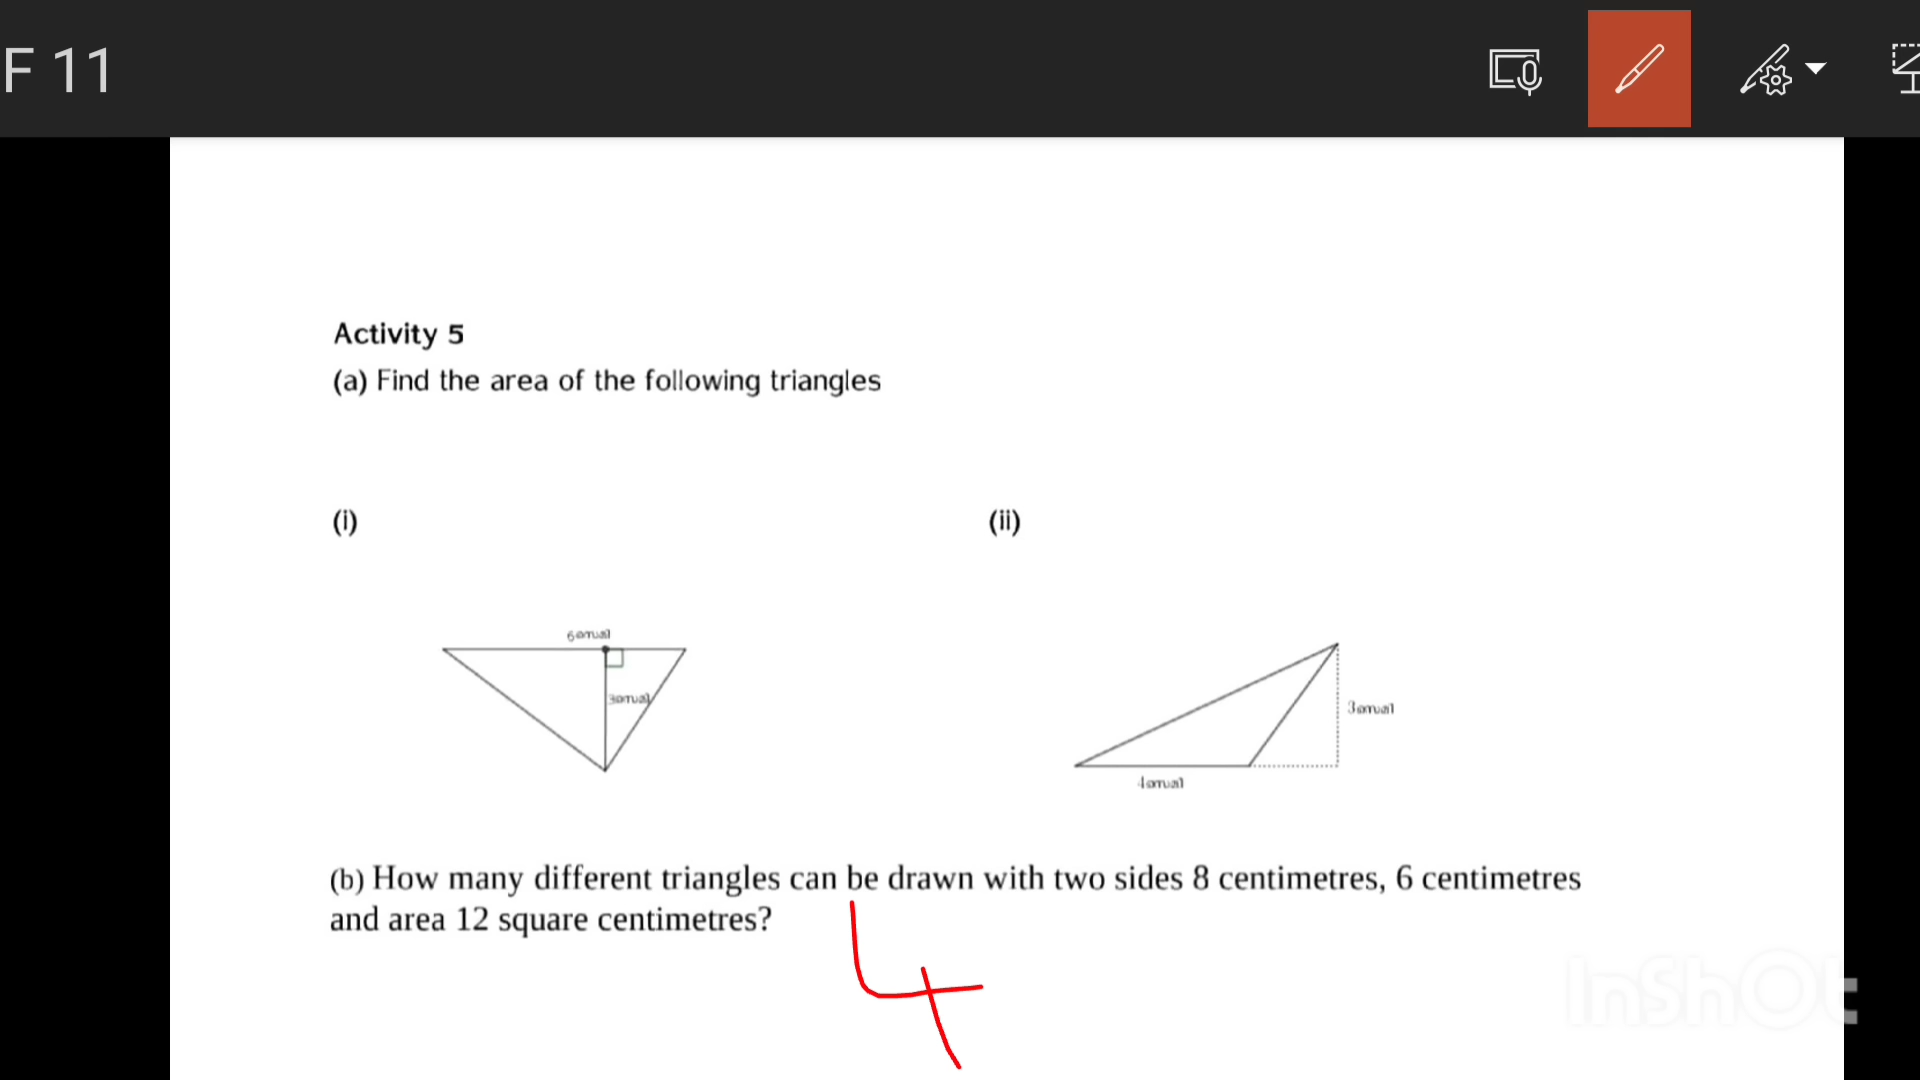 F 11
Activity 5
(a) Find the area of the following triangles
(i)
(ii)
(b) How many different triangles can be drawn with two sides 8 centimetres, 6 centimetres
and area 12 square centimetres?
4
InShOt